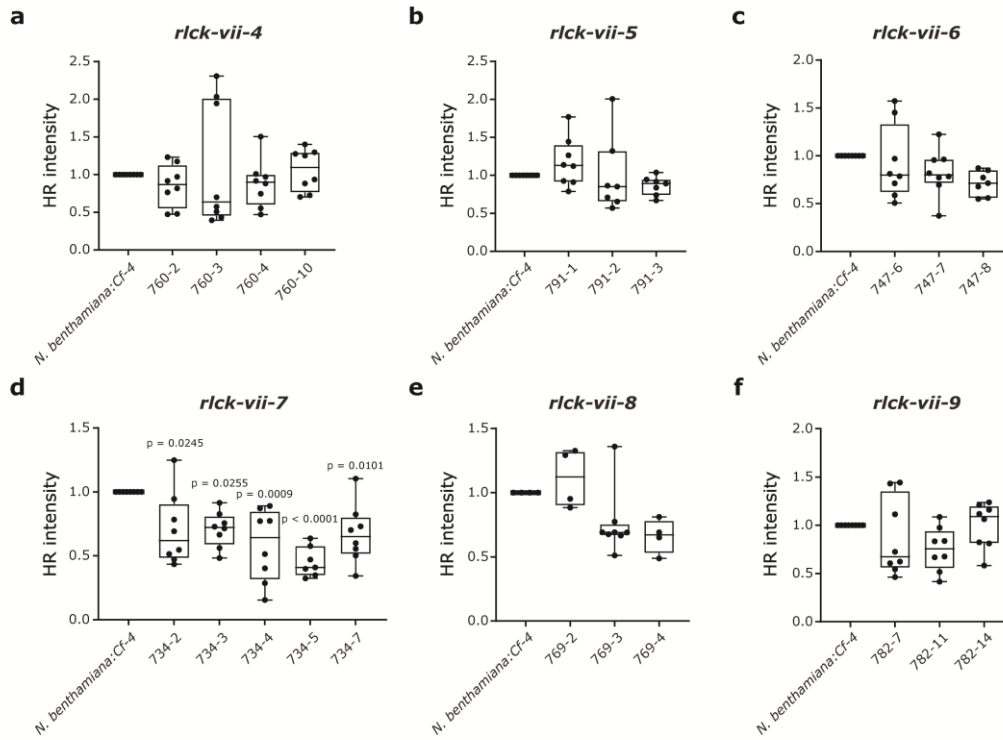 a
rlck-vii-4
HR intensity
2.5
2.0
1.5
1.0
0.5
0.0
N. benthamiana:Cf-4
760-2
760-3
760-4
760-10
b
rlck-vii-5
HR intensity
2.5
2.0
1.5
1.0
0.5
0.0
N. benthamiana:Cf-4
791-1
791-2
791-3
c
rlck-vii-6
HR intensity
2.0
1.5
1.0
0.5
0.0
N. benthamiana:Cf-4
747-6
747-7
747-8
d
rlck-vii-7
HR intensity
1.5
1.0
0.5
0.0
p = 0.0245
p = 0.0255
p = 0.0009
p < 0.0001
p = 0.0101
N. benthamiana:Cf-4
734-2
734-3
734-4
734-5
734-7
e
rlck-vii-8
HR intensity
1.5
1.0
0.5
0.0
N. benthamiana:Cf-4
769-2
769-3
769-4
f
rlck-vii-9
HR intensity
2.0
1.5
1.0
0.5
0.0
N. benthamiana:Cf-4
782-7
782-11
782-14